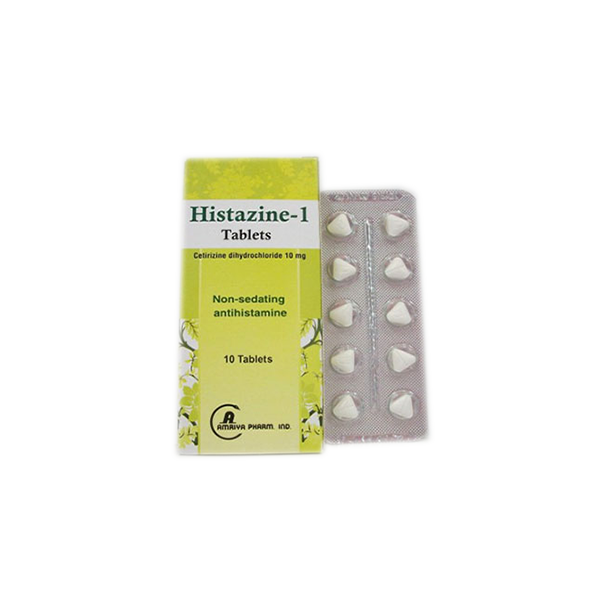 Histazine-1
Tablets
Cetirizine dihydrochloride 10 mg
Non-sedating
antihistamine
10 Tablets
A
AMRIYA PHARM. IND.